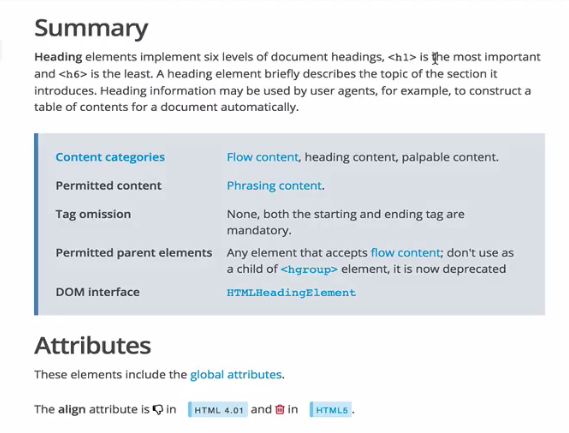 Summary
Heading elements implement six levels of document headings, <h1> is the most important
and <h6> is the least. A heading element briefly describes the topic of the section it
introduces. Heading information may be used by user agents, for example, to construct a
table of contents for a document automatically.
Content categories Flow content, heading content, palpable content.
Permitted content Phrasing content.
Tag omission None, both the starting and ending tag are
mandatory.
Permitted parent elements Any element that accepts flow content; don't use as
a child of <hgroup> element, it is now deprecated
DOM interface HTMLHeadingElement
Attributes
These elements include the global attributes.
The align attribute is in HTML 4.01 and in HTML5.